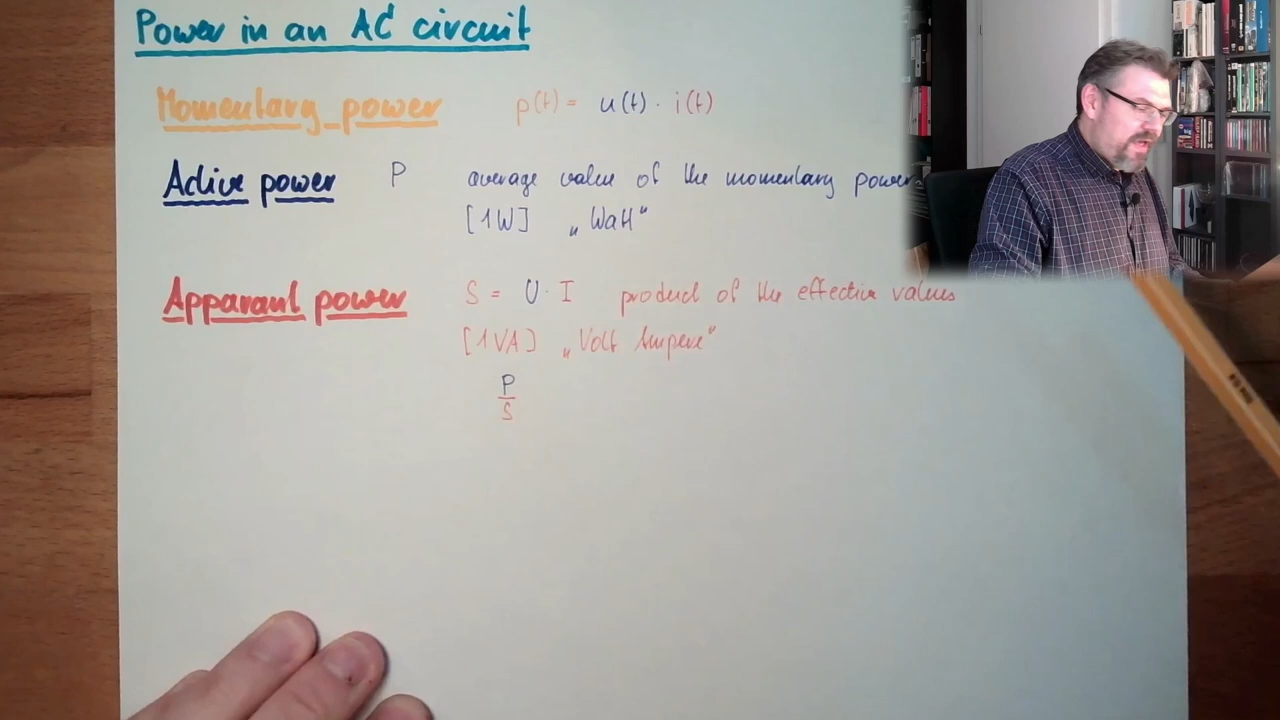 Power in an AC circuit
Momentary power p(t) = u(t) · i(t)
Active power P average value of the momentary power
[1W] „Watt“
Apparant power S = U · I product of the effective values
[1VA] „Volt Ampere“
P
S